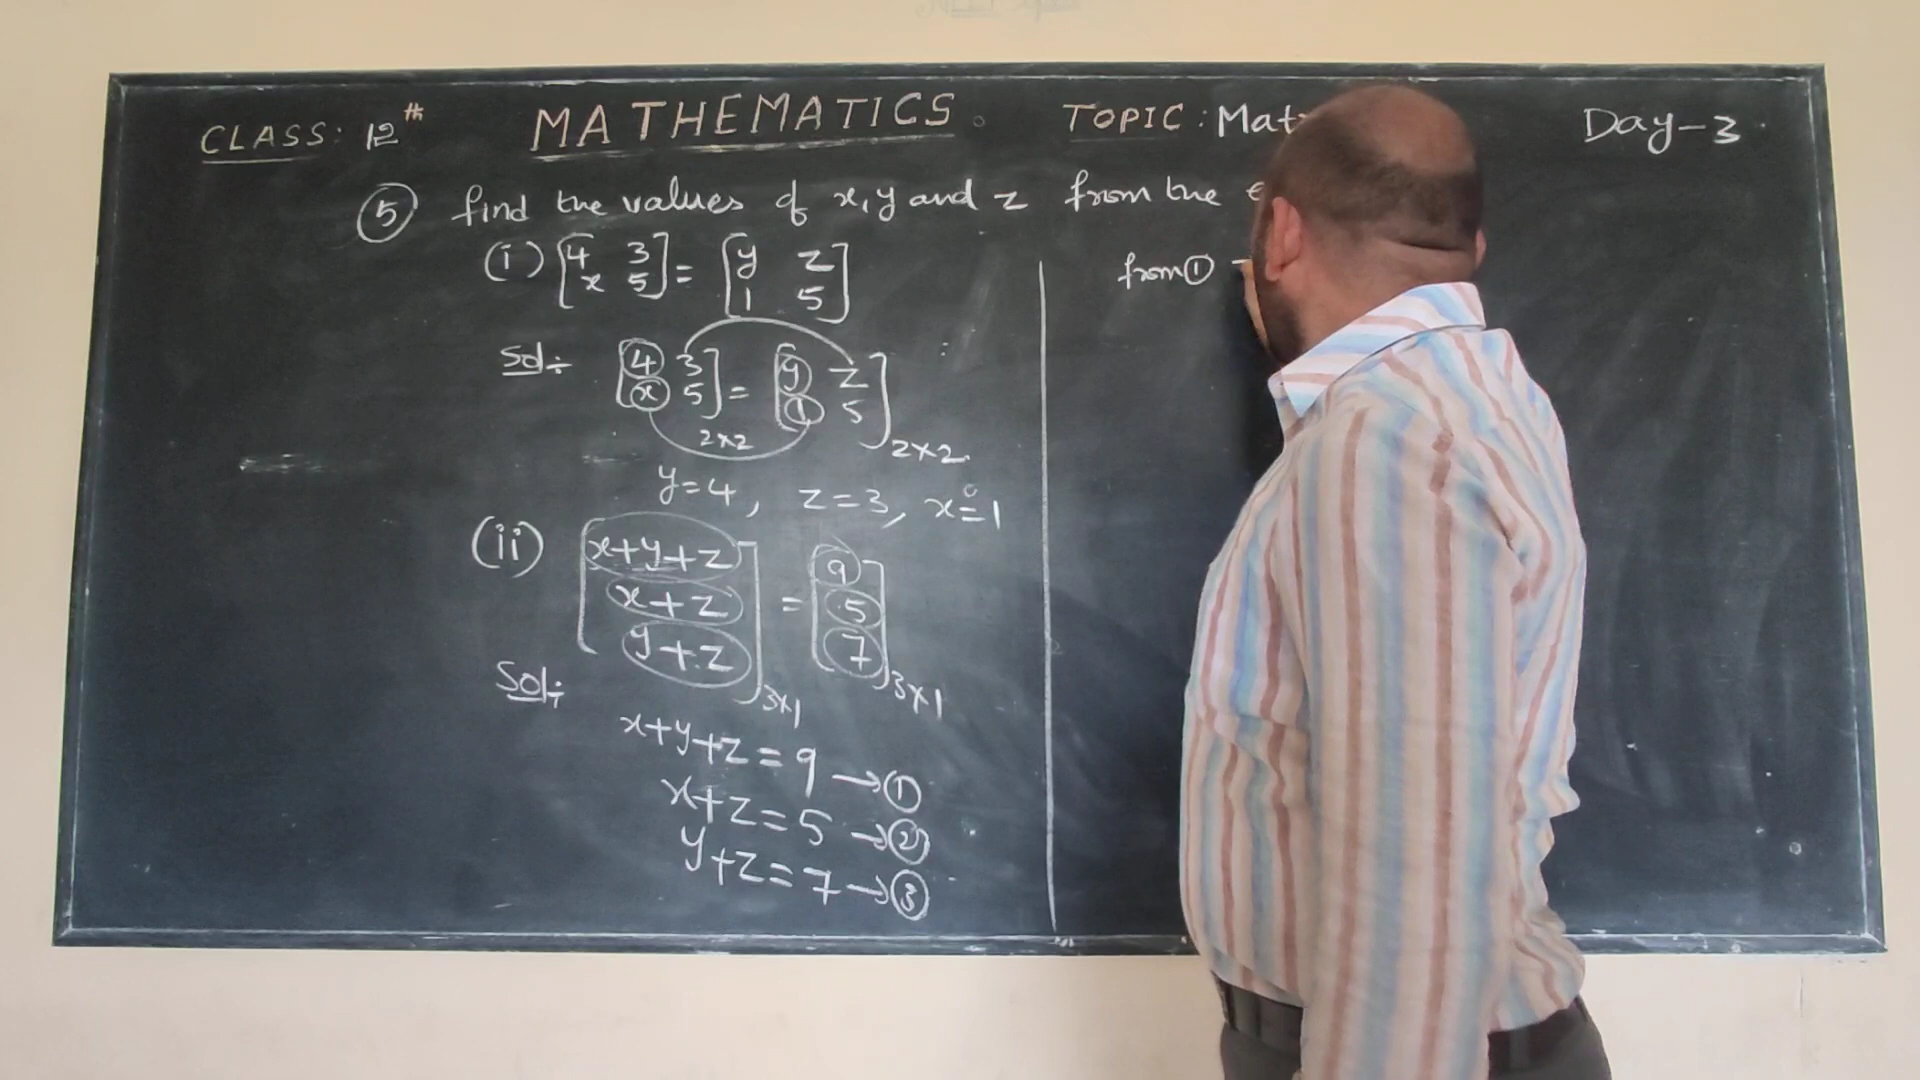 CLASS: 12th MATHEMATICS TOPIC: Mat Day-3
⑤ find the values of x, y and z from the
(i) [4 3 x 5] = [y z 1 5]
Sol:- [4 3 x 5] 2×2 = [y z 1 5] 2×2
y=4, z=3, x=1
(ii) [x+y+z x+z y+z] 3×1 = [9 5 7] 3×1
Sol:-
x+y+z=9 →①
x+z=5 →②
y+z=7 →③
from ①